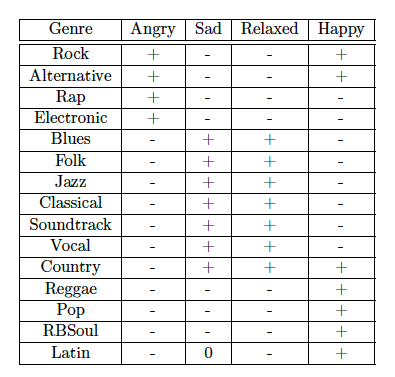 Genre Angry Sad Relaxed Happy
Rock + - - +
Alternative + - - +
Rap + - - -
Electronic + - - -
Blues - + + -
Folk - + + -
Jazz - + + -
Classical - + + -
Soundtrack - + + -
Vocal - + + -
Country - + + +
Reggae - - - +
Pop - - - +
RBSoul - - - +
Latin - 0 - +